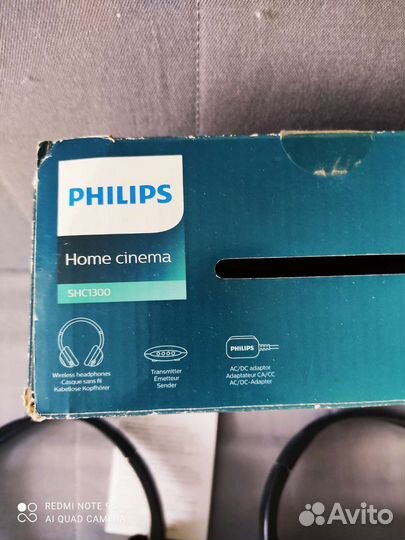 PHILIPS
Home cinema
SHC1300
Wireless headphones
-Casque sans fil
Kabellose Kopfhörer
Transmitter
Emetteur
Sender
PHILIPS
AC/DC adaptor
Adaptateur CA/CC
AC/DC-Adapter
REDMI NOTE 9
AI QUAD CAMERA
Avito